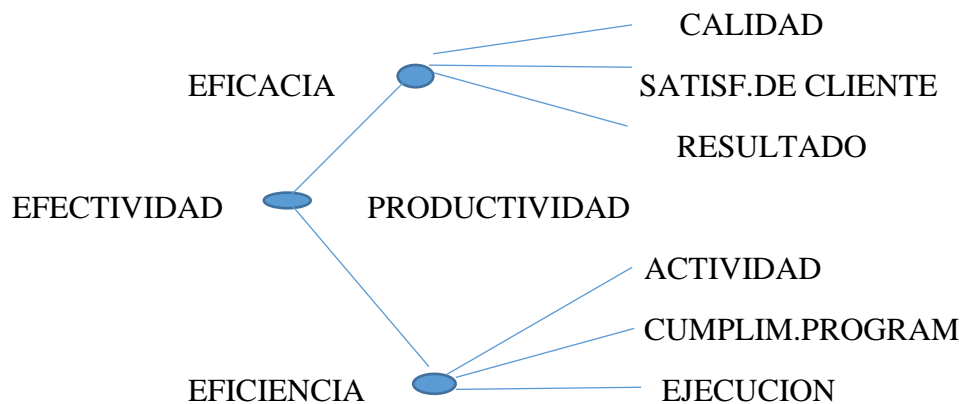 CALIDAD
EFICACIA
SATISF.DE CLIENTE
RESULTADO
EFECTIVIDAD
PRODUCTIVIDAD
ACTIVIDAD
CUMPLIM.PROGRAM
EFICIENCIA
EJECUCION